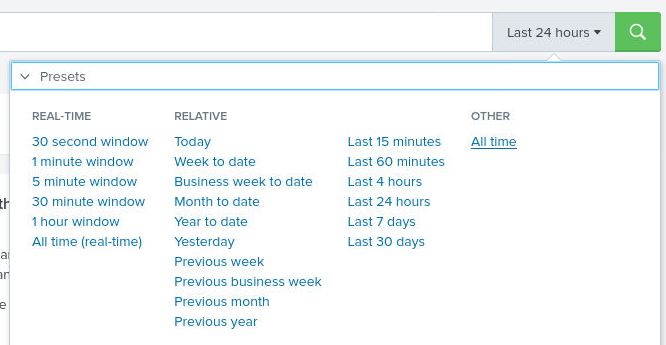 Last 24 hours
Presets
REAL-TIME
30 second window
1 minute window
5 minute window
30 minute window
1 hour window
All time (real-time)
RELATIVE
Today
Week to date
Business week to date
Month to date
Year to date
Yesterday
Previous week
Previous business week
Previous month
Previous year
Last 15 minutes
Last 60 minutes
Last 4 hours
Last 24 hours
Last 7 days
Last 30 days
OTHER
All time